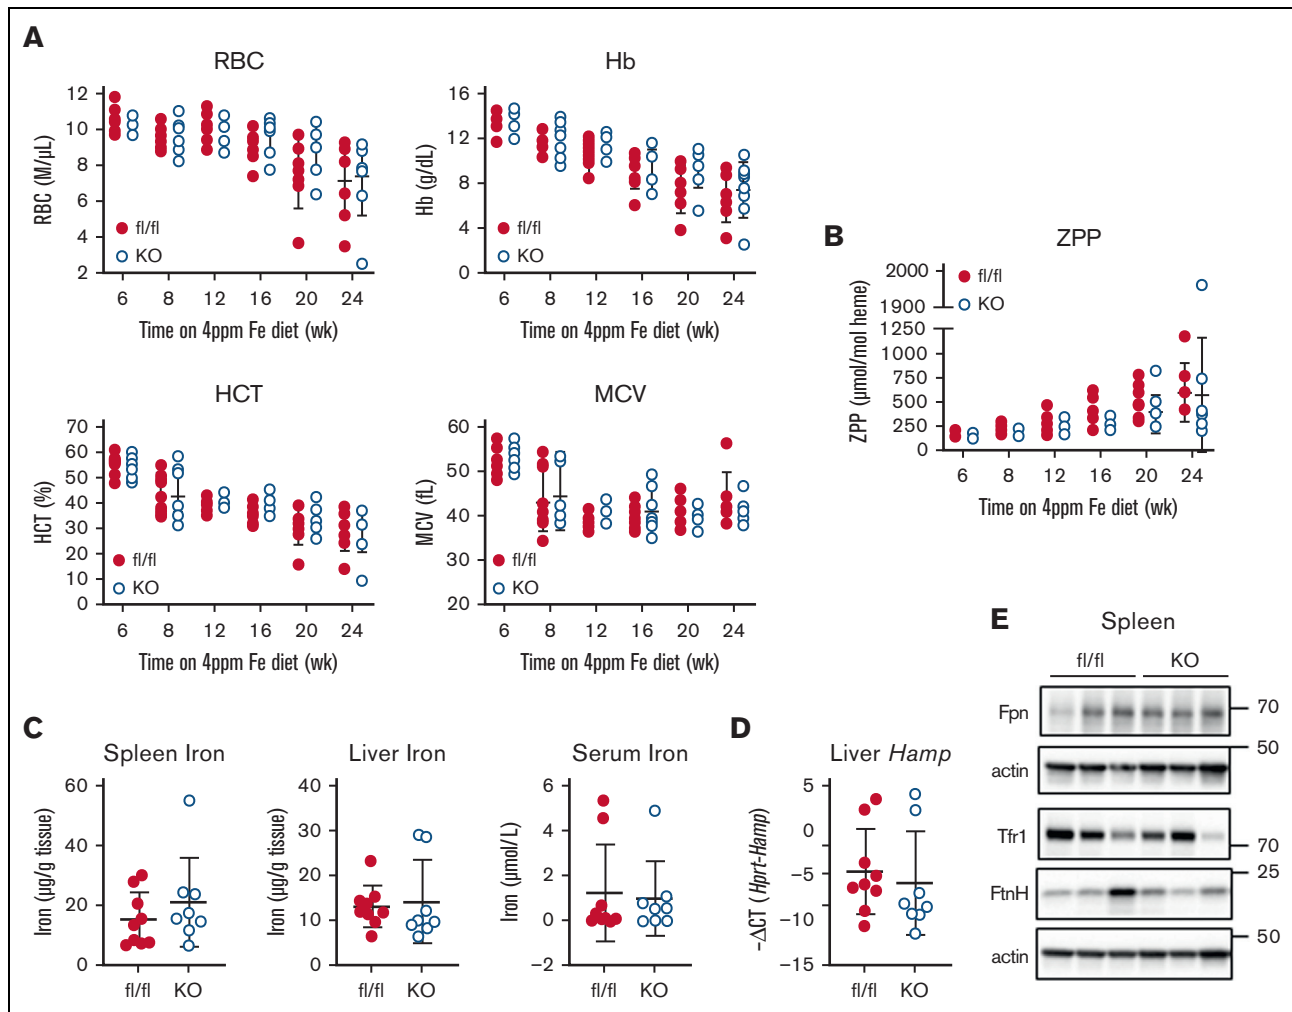 A
RBC
RBC (M/µL)
12
10
8
6
4
2
fl/fl
KO
6 8 12 16 20 24
Time on 4ppm Fe diet (wk)
Hb
Hb (g/dL)
16
12
8
4
0
fl/fl
KO
6 8 12 16 20 24
Time on 4ppm Fe diet (wk)
HCT
HCT (%)
70
60
50
40
30
20
10
0
fl/fl
KO
6 8 12 16 20 24
Time on 4ppm Fe diet (wk)
MCV
MCV (fL)
60
50
40
30
20
fl/fl
KO
6 8 12 16 20 24
Time on 4ppm Fe diet (wk)
B
ZPP
ZPP (µmol/mol heme)
2000
1900
1250
1000
750
500
250
0
fl/fl
KO
6 8 12 16 20 24
Time on 4ppm Fe diet (wk)
C
Spleen Iron
Iron (µg/g tissue)
60
40
20
0
fl/fl KO
Liver Iron
Iron (µg/g tissue)
40
30
20
10
0
fl/fl KO
Serum Iron
Iron (µmol/L)
6
4
2
0
−2
fl/fl KO
D
Liver Hamp
−ΔCT (Hprt-Hamp)
5
0
−5
−10
−15
fl/fl KO
E
Spleen
fl/fl KO
Fpn 70
50
actin
Tfr1 70
25
FtnH
actin 50